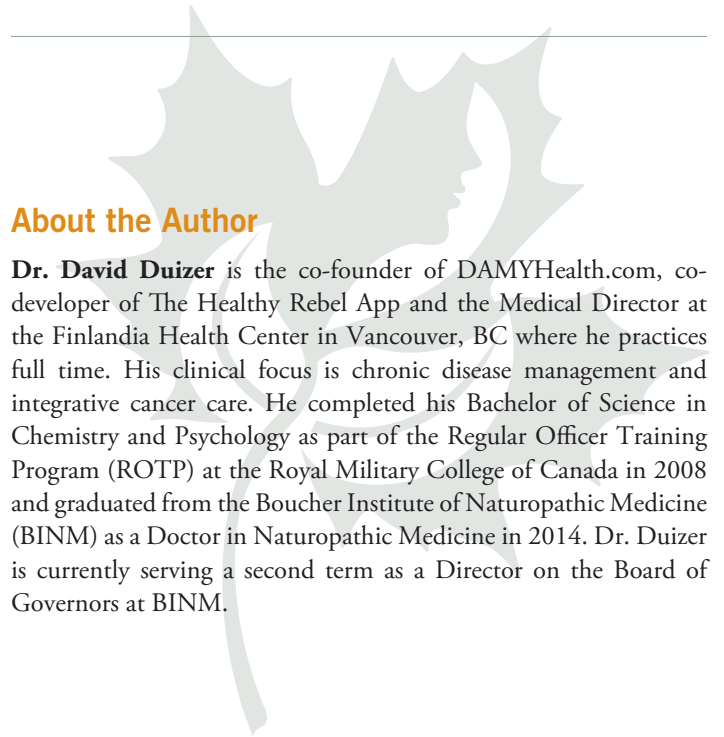 About the Author
Dr. David Duizer is the co-founder of DAMYHealth.com, co-
developer of The Healthy Rebel App and the Medical Director at
the Finlandia Health Center in Vancouver, BC where he practices
full time. His clinical focus is chronic disease management and
integrative cancer care. He completed his Bachelor of Science in
Chemistry and Psychology as part of the Regular Officer Training
Program (ROTP) at the Royal Military College of Canada in 2008
and graduated from the Boucher Institute of Naturopathic Medicine
(BINM) as a Doctor in Naturopathic Medicine in 2014. Dr. Duizer
is currently serving a second term as a Director on the Board of
Governors at BINM.